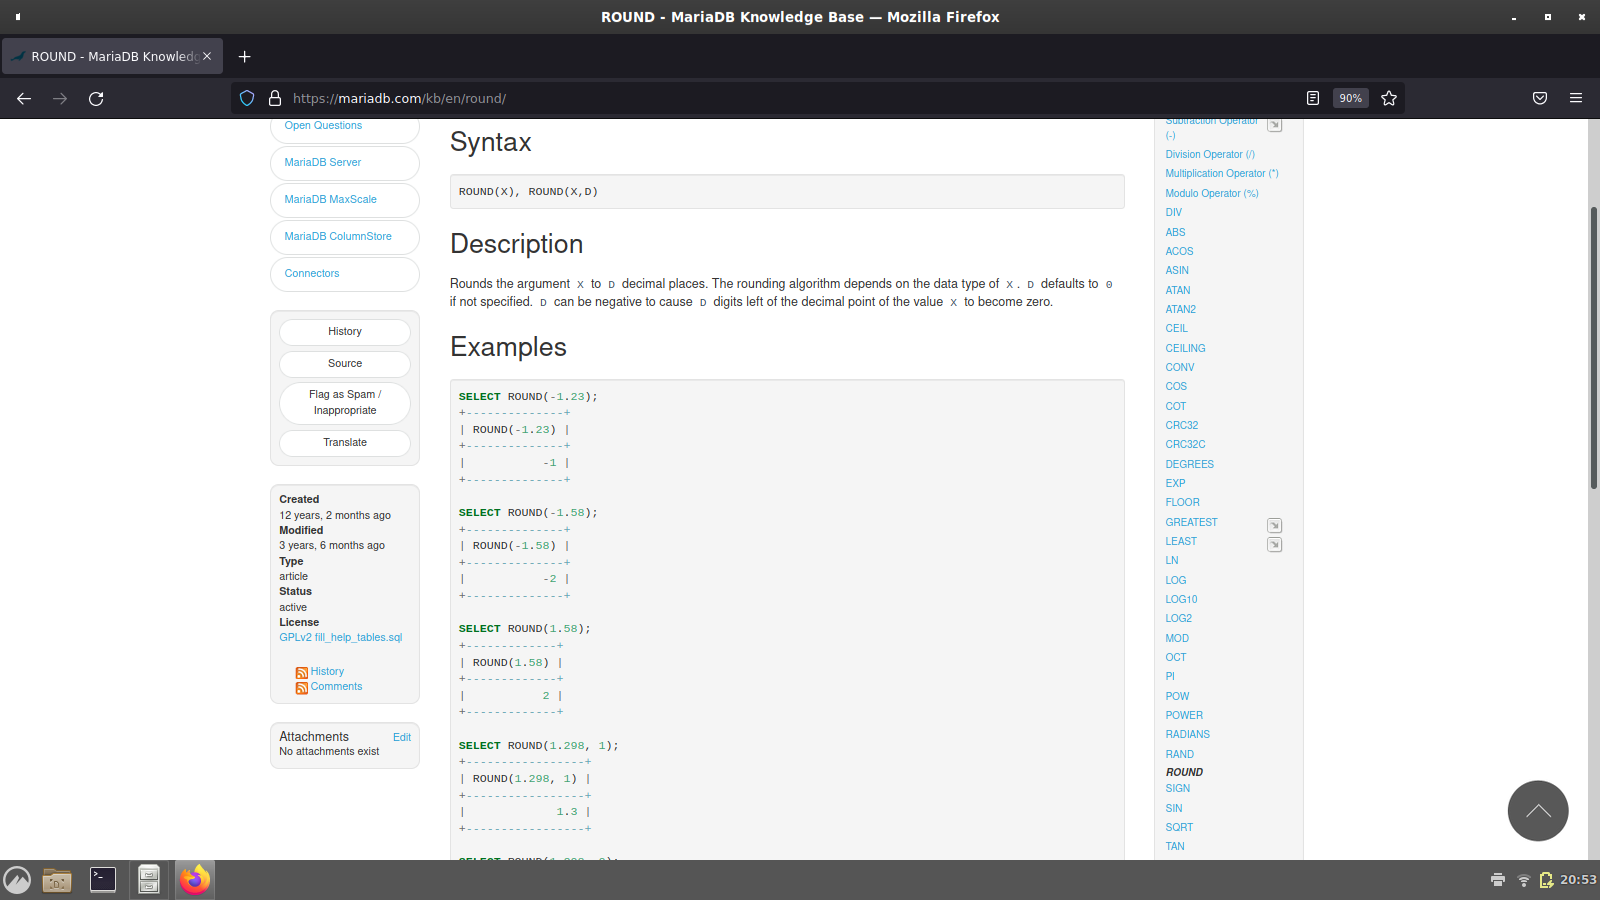 ROUND - MariaDB Knowledge Base — Mozilla Firefox
ROUND - MariaDB Knowledg
https://mariadb.com/kb/en/round/
90%
Open Questions
MariaDB Server
MariaDB MaxScale
MariaDB ColumnStore
Connectors
History
Source
Flag as Spam /
Inappropriate
Translate
Created
12 years, 2 months ago
Modified
3 years, 6 months ago
Type
article
Status
active
License
GPLv2 fill_help_tables.sql
History
Comments
Attachments Edit
No attachments exist
Syntax
ROUND(X), ROUND(X,D)
Description
Rounds the argument X to D decimal places. The rounding algorithm depends on the data type of X. D defaults to 0
if not specified. D can be negative to cause D digits left of the decimal point of the value X to become zero.
Examples
SELECT ROUND(-1.23);
+--------------+
| ROUND(-1.23) |
+--------------+
|           -1 |
+--------------+
SELECT ROUND(-1.58);
+--------------+
| ROUND(-1.58) |
+--------------+
|           -2 |
+--------------+
SELECT ROUND(1.58);
+-------------+
| ROUND(1.58) |
+-------------+
|           2 |
+-------------+
SELECT ROUND(1.298, 1);
+-----------------+
| ROUND(1.298, 1) |
+-----------------+
|             1.3 |
+-----------------+
Subtraction Operator
(-)
Division Operator (/)
Multiplication Operator (*)
Modulo Operator (%)
DIV
ABS
ACOS
ASIN
ATAN
ATAN2
CEIL
CEILING
CONV
COS
COT
CRC32
CRC32C
DEGREES
EXP
FLOOR
GREATEST
LEAST
LN
LOG
LOG10
LOG2
MOD
OCT
PI
POW
POWER
RADIANS
RAND
ROUND
SIGN
SIN
SQRT
TAN
20:53